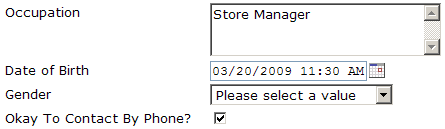 Occupation Store Manager
Date of Birth 03/20/2009 11:30 AM
Gender Please select a value
Okay To Contact By Phone?